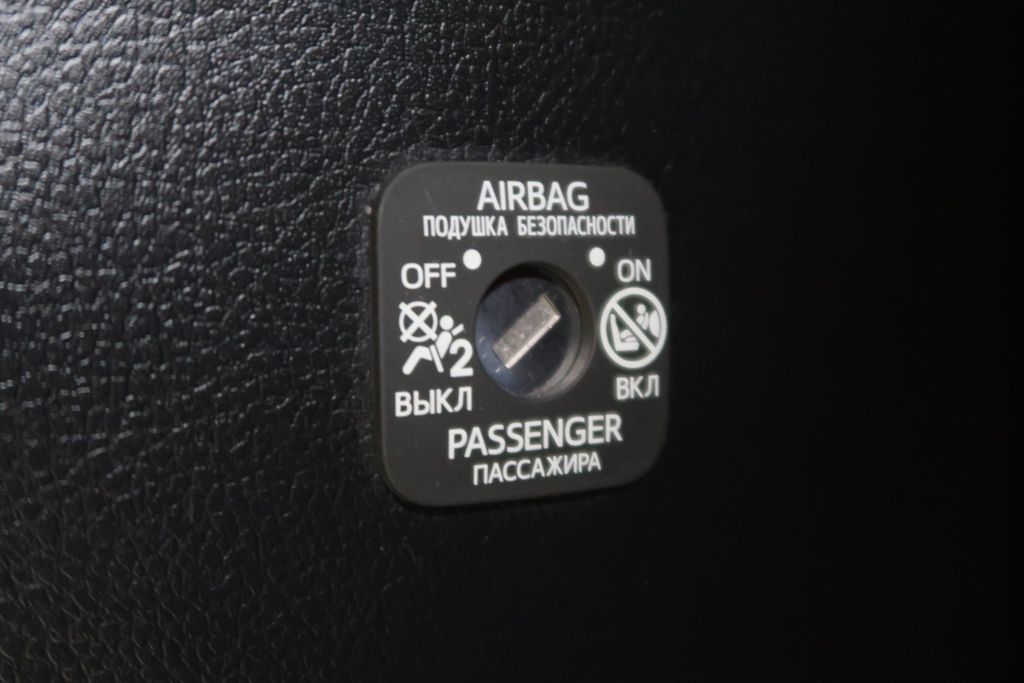 AIRBAG
ПОДУШКА БЕЗОПАСНОСТИ
OFF ON
2
ВЫКЛ ВКЛ
PASSENGER
ПАССАЖИРА